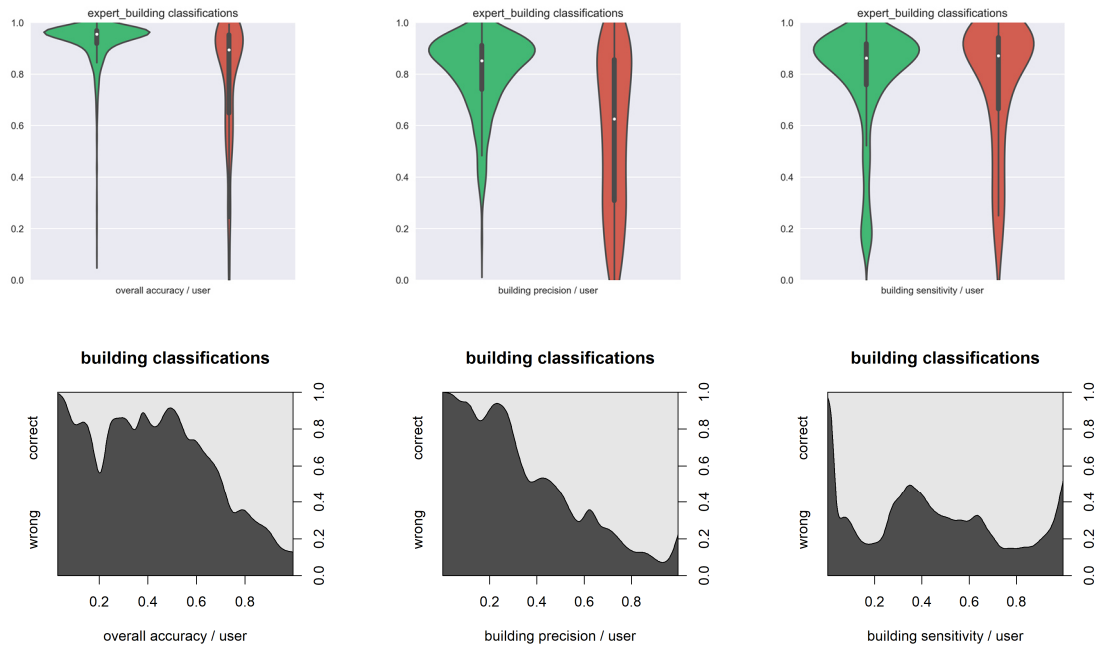 expert_building classifications
1.0
0.8
0.6
0.4
0.2
0.0
overall accuracy / user
expert_building classifications
1.0
0.8
0.6
0.4
0.2
0.0
building precision / user
expert_building classifications
1.0
0.8
0.6
0.4
0.2
0.0
building sensitivity / user
building classifications
correct
wrong
1.0
0.8
0.6
0.4
0.2
0.0
0.2 0.4 0.6 0.8
overall accuracy / user
building classifications
correct
wrong
1.0
0.8
0.6
0.4
0.2
0.0
0.2 0.4 0.6 0.8
building precision / user
building classifications
correct
wrong
1.0
0.8
0.6
0.4
0.2
0.0
0.2 0.4 0.6 0.8
building sensitivity / user